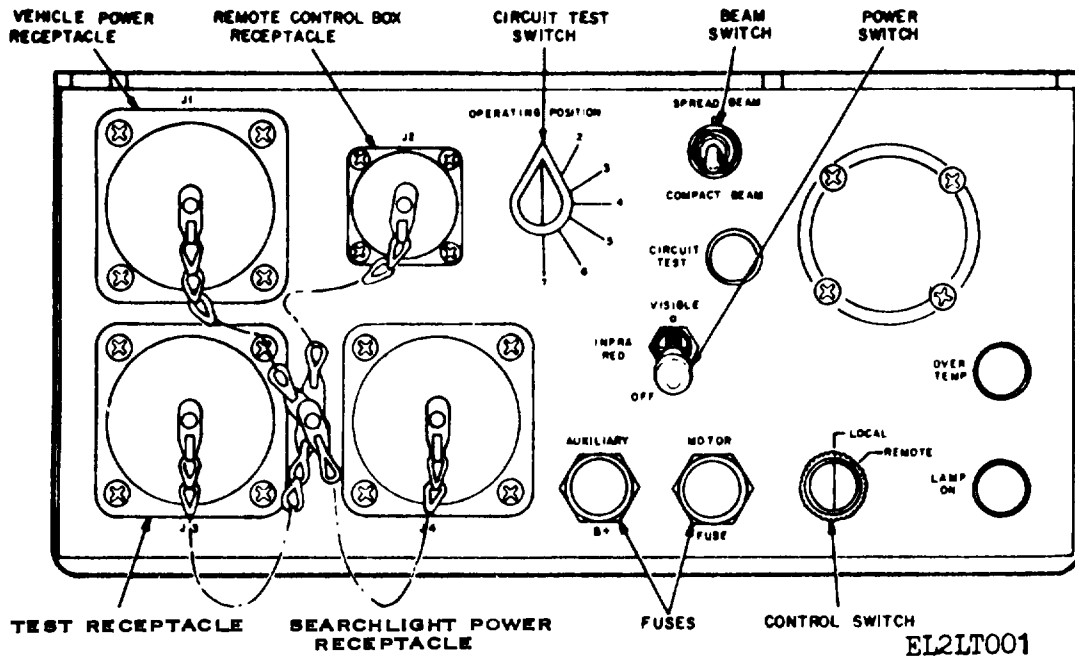 VEHICLE POWER
RECEPTACLE
REMOTE CONTROL BOX
RECEPTACLE
CIRCUIT TEST
SWITCH
BEAM
SWITCH
POWER
SWITCH
J1
J2
OPERATING POSITION
2
3
4
5
6
7
SPREAD BEAM
COMPACT BEAM
CIRCUIT
TEST
VISIBLE
INFRA
RED
OFF
OVER
TEMP
AUXILIARY
B+
MOTOR
FUSE
LOCAL
REMOTE
LAMP
ON
J3
J4
TEST RECEPTACLE
SEARCHLIGHT POWER
RECEPTACLE
FUSES
CONTROL SWITCH
EL2LT001